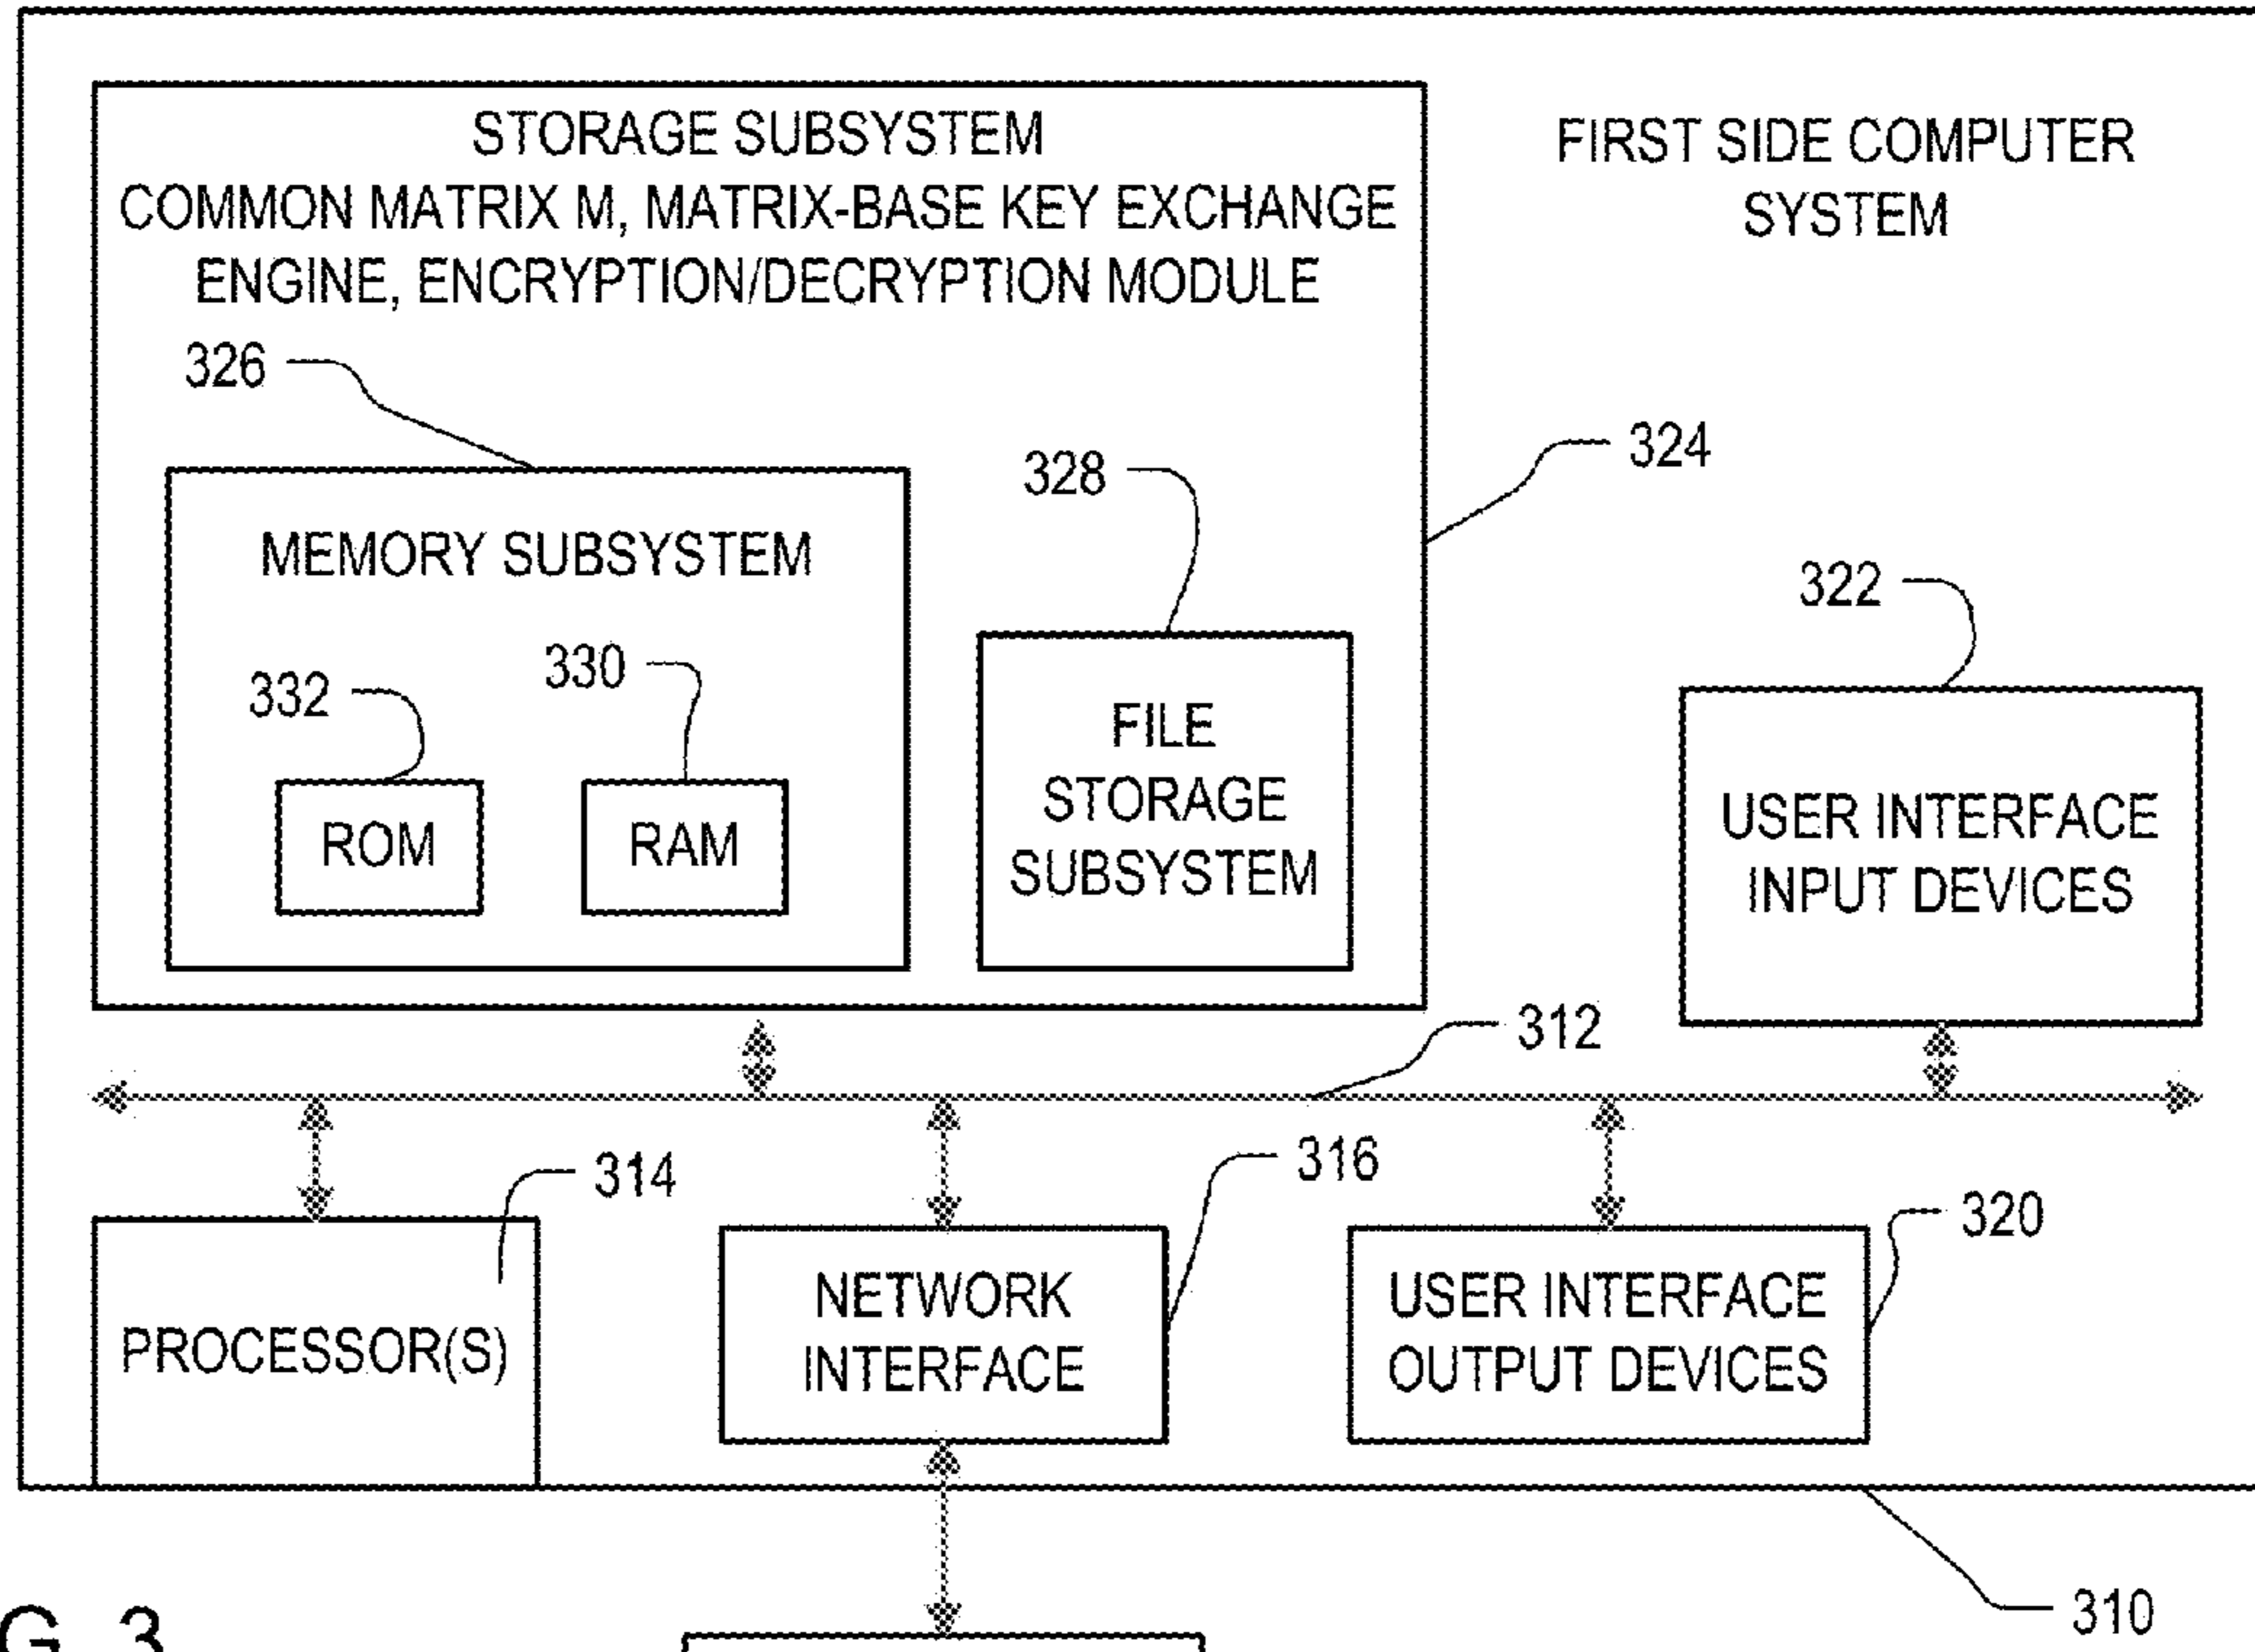 STORAGE SUBSYSTEM
COMMON MATRIX M, MATRIX-BASE KEY EXCHANGE
ENGINE, ENCRYPTION/DECRYPTION MODULE
FIRST SIDE COMPUTER
SYSTEM
326
324
328
MEMORY SUBSYSTEM
322
330
332
FILE
STORAGE
SUBSYSTEM
ROM
RAM
USER INTERFACE
INPUT DEVICES
312
314
316
320
PROCESSOR(S)
NETWORK
INTERFACE
USER INTERFACE
OUTPUT DEVICES
310
G. 3